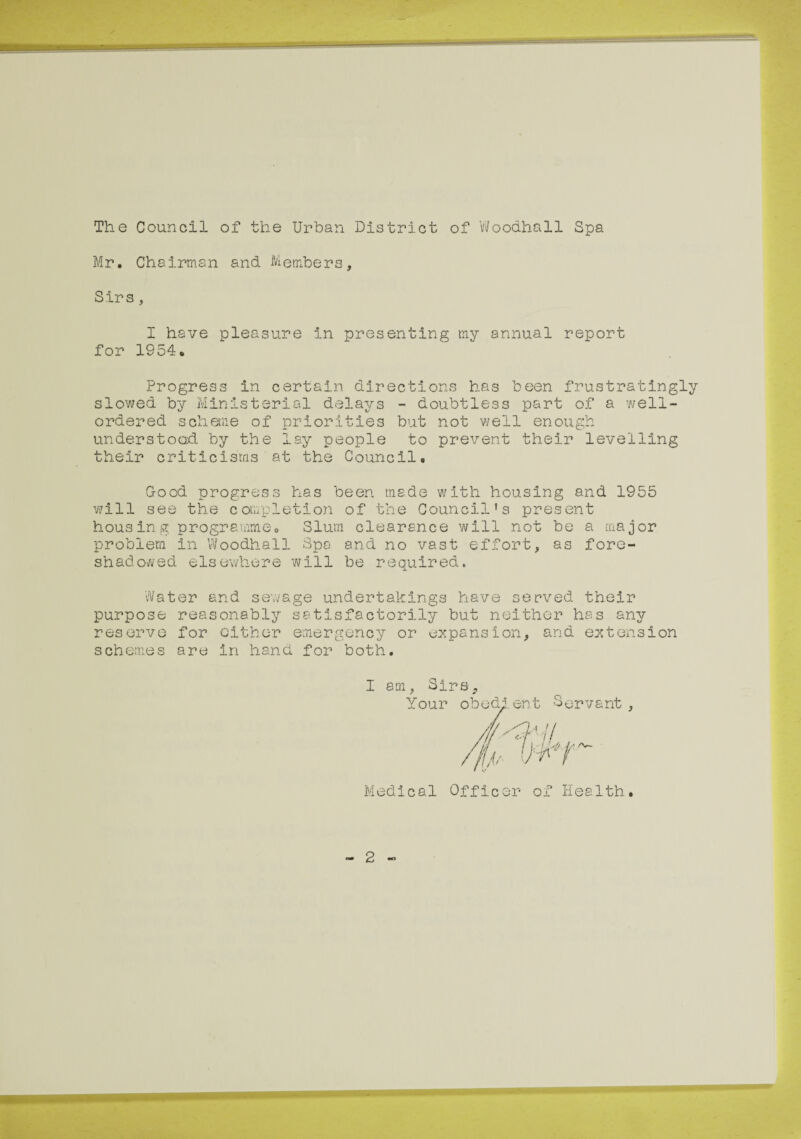 The Council of the Urban District of Woodhall Spa
Mr. Chairman and Members,
Sirs,
I have pleasure in presenting my annual report
for 1954.
Progress in certain directions has been frustratingly
slowed by Ministerial delays - doubtless part of a well-
ordered scheme of priorities but not well enough
understood by the lay people to prevent their levelling
their criticisms at the Council.
Good progress has been made with housing and 1955
will see the completion of the Council's present
housing programme. Slum clearance will not be a major
problem in Woodhall Spa and no vast effort, as fore-
shadowed elsewhere will be required.
Water and sewage undertakings have served their
purpose reasonably satisfactorily but neither has any
reserve for either emergency or expansion, and extension
schemes are in hand for both.
I am, Sirs,
Your obedient Servant,
Medical Officer of Health.
- 2 -